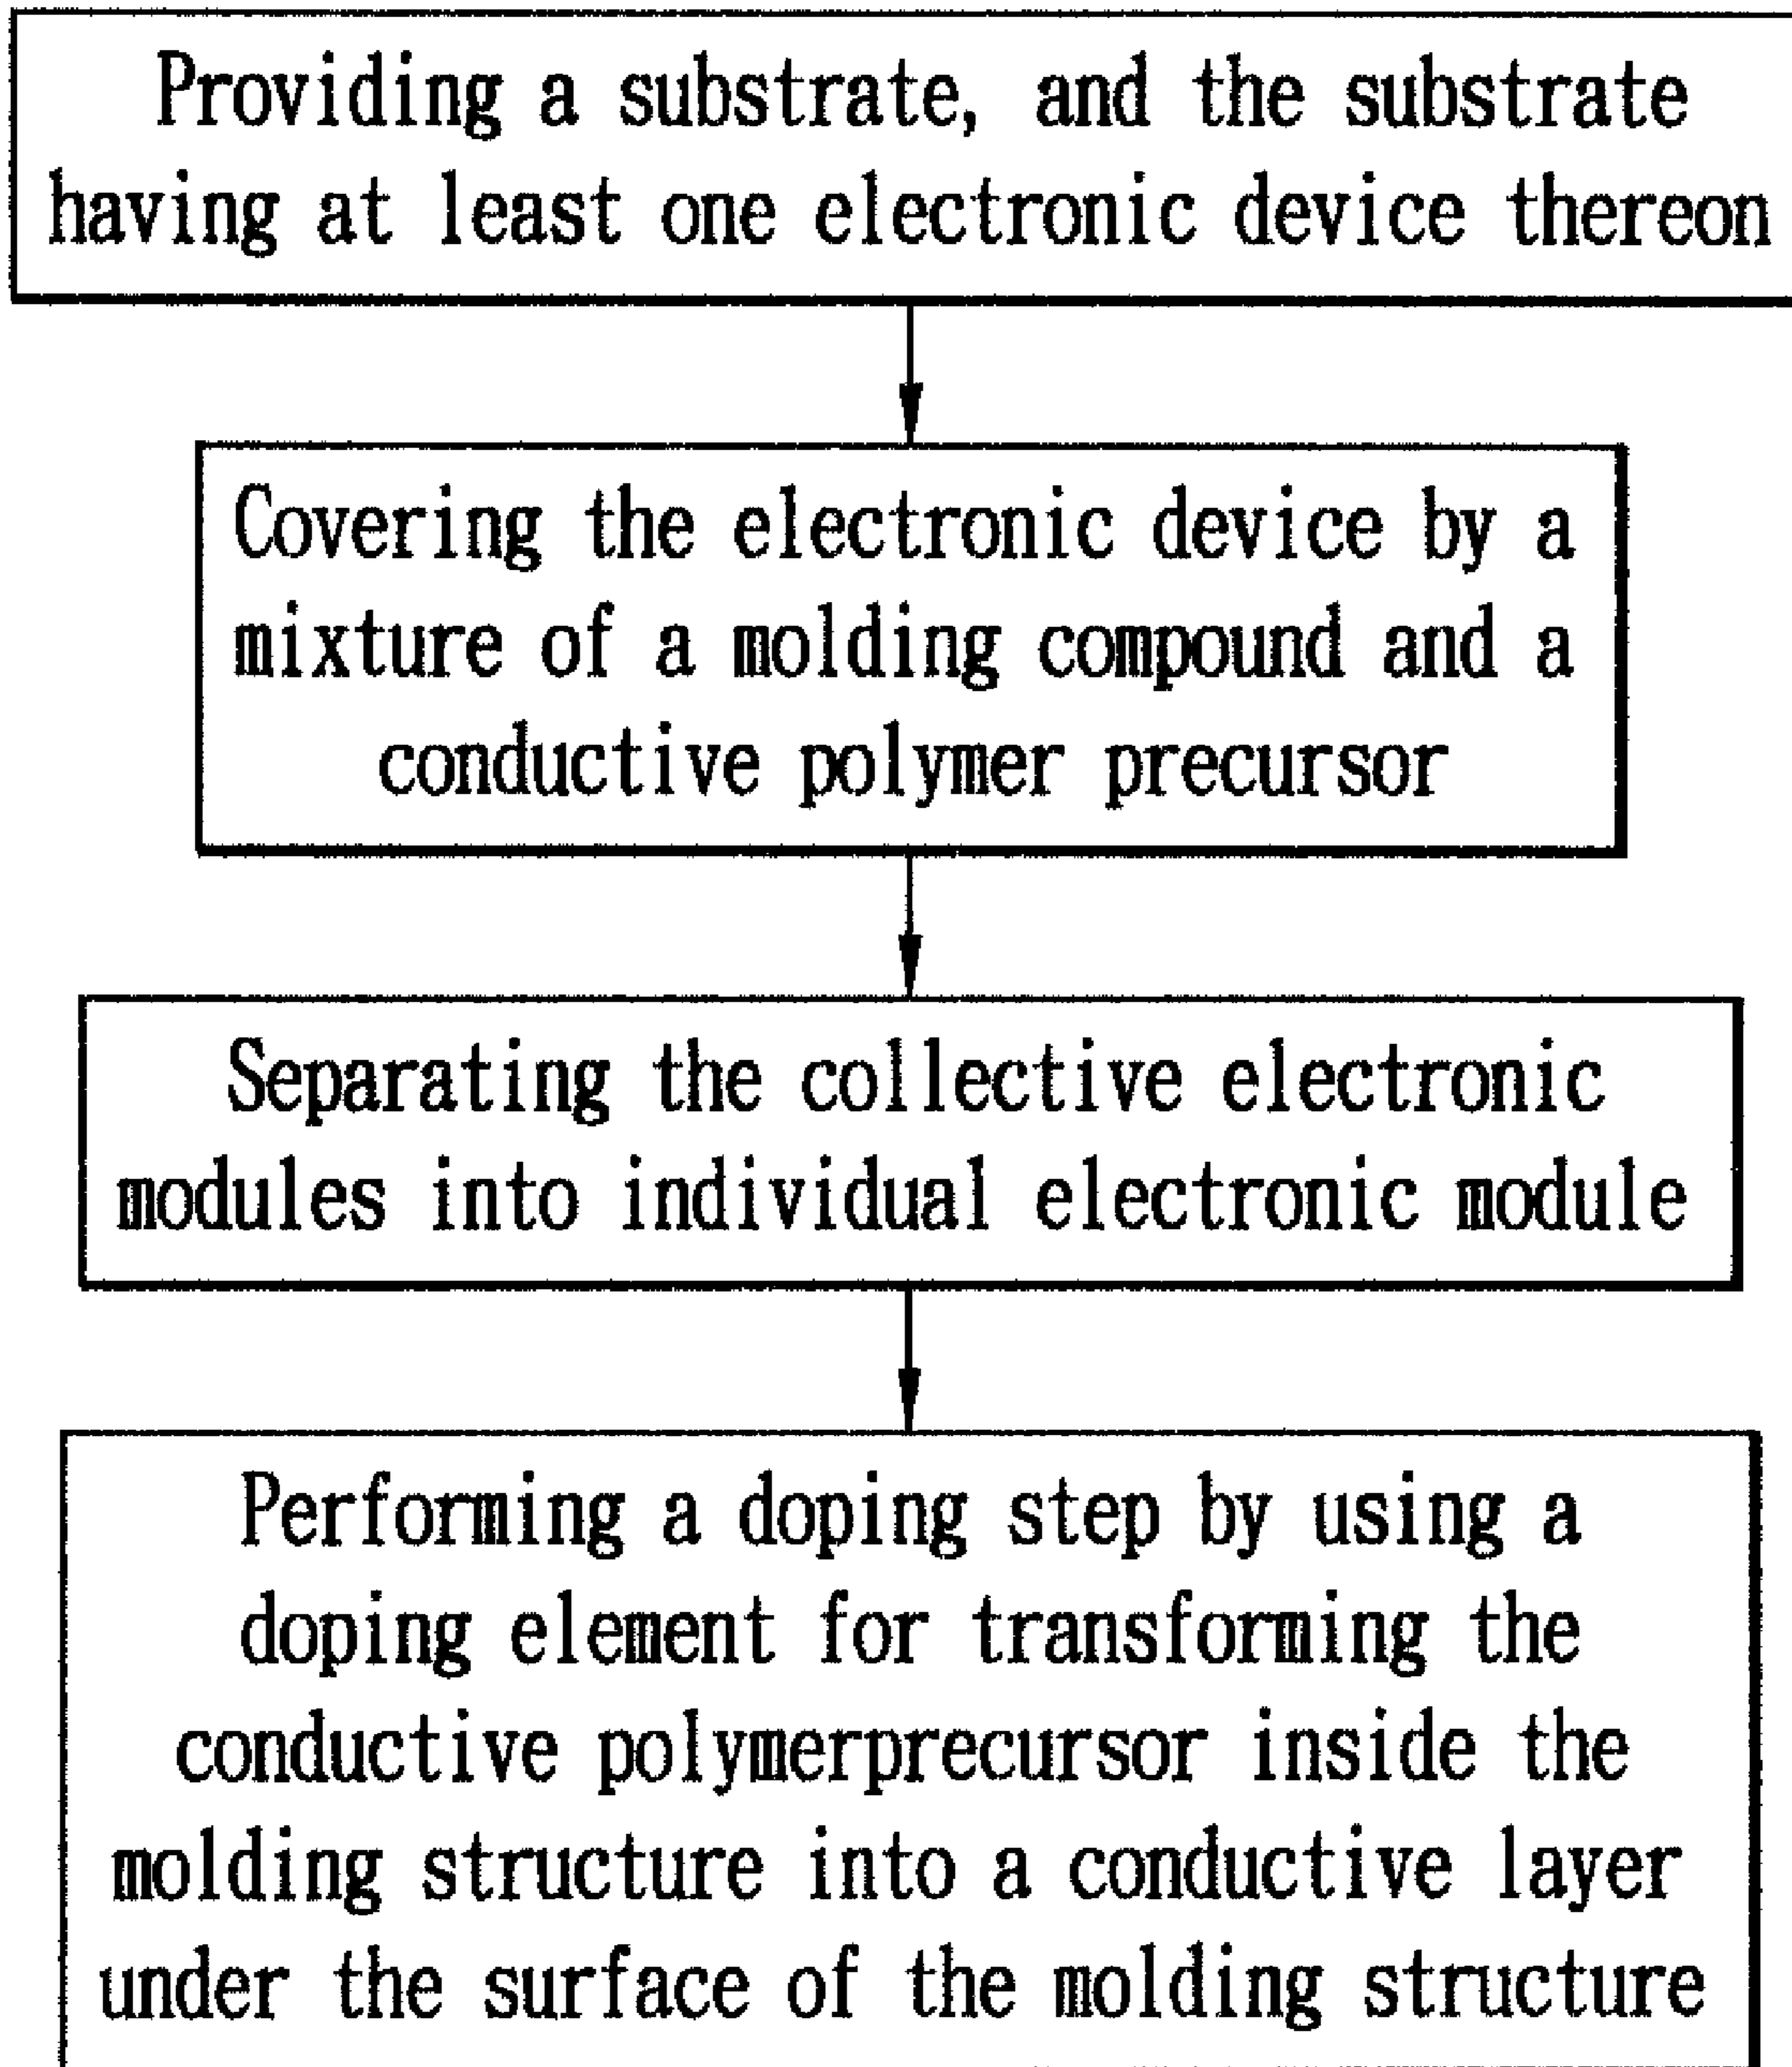 Providing a substrate, and the substrate
having at least one electronic device thereon
Covering the electronic device by a
mixture of a molding compound and a
conductive polymer precursor
Separating the collective electronic
modules into individual electronic module
Performing a doping step by using a
doping element for transforming the
conductive polymerprecursor inside the
molding structure into a conductive layer
under the surface of the molding structure